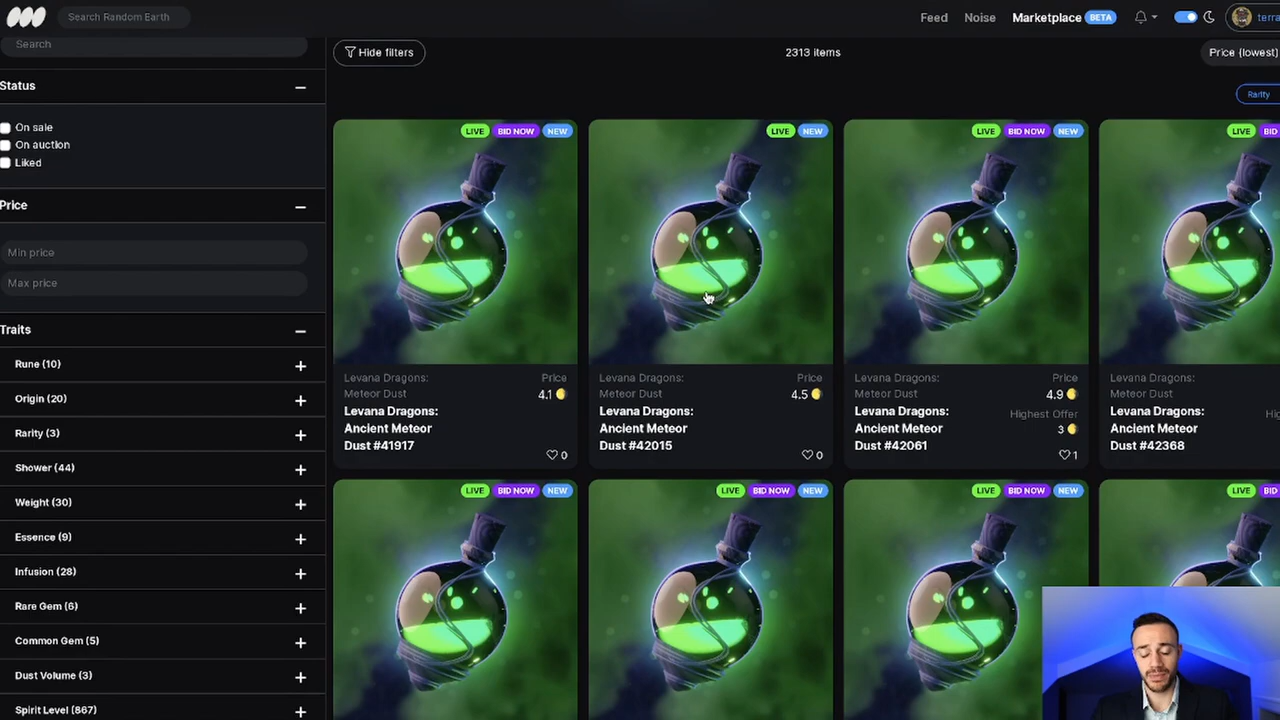 Search Random Earth
Feed
Noise
Marketplace BETA
terra
Search
Hide filters
2313 items
Price (lowest)
Rarity
Status
On sale
On auction
Liked
Price
Min price
Max price
Traits
Rune (10)
Origin (20)
Rarity (3)
Shower (44)
Weight (30)
Essence (9)
Infusion (28)
Rare Gem (6)
Common Gem (5)
Dust Volume (3)
Spirit Level (867)
LIVE BID NOW NEW
Levana Dragons: Price
Meteor Dust 4.1
Levana Dragons:
Ancient Meteor
Dust #41917
0
LIVE NEW
Levana Dragons: Price
Meteor Dust 4.5
Levana Dragons:
Ancient Meteor
Dust #42015
0
LIVE BID NOW NEW
Levana Dragons: Price
Meteor Dust 4.9
Levana Dragons: Highest Offer
Ancient Meteor 3
Dust #42061
1
LIVE BID
Levana Dragons:
Meteor Dust
Levana Dragons: Hig
Ancient Meteor
Dust #42368
LIVE BID NOW NEW
LIVE BID NOW NEW
LIVE BID NOW NEW
LIVE BID